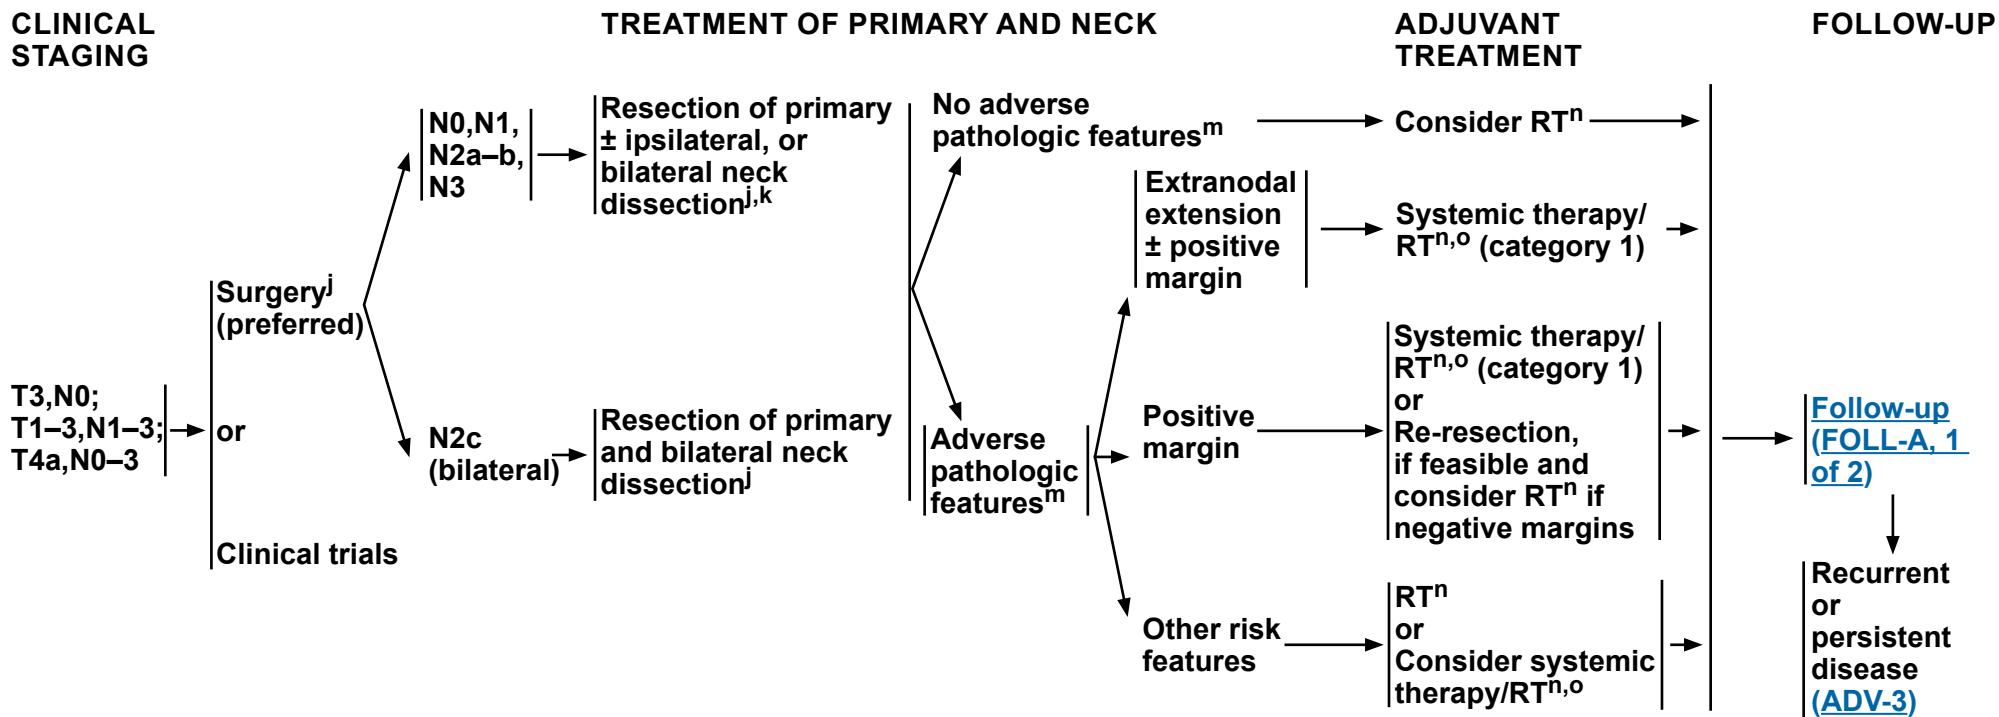 CLINICAL
STAGING
TREATMENT OF PRIMARY AND NECK
ADJUVANT
TREATMENT
FOLLOW-UP
T3,N0;
T1–3,N1–3;
T4a,N0–3
Surgeryj
(preferred)
or
Clinical trials
N0,N1,
N2a–b,
N3
Resection of primary
± ipsilateral, or
bilateral neck
dissectionj,k
N2c
(bilateral)
Resection of primary
and bilateral neck
dissectionj
No adverse
pathologic featuresm
Adverse
pathologic
featuresm
Extranodal
extension
± positive
margin
Positive
margin
Other risk
features
Consider RTn
Systemic therapy/
RTn,o (category 1)
Systemic therapy/
RTn,o (category 1)
or
Re-resection,
if feasible and
consider RTn if
negative margins
RTn
or
Consider systemic
therapy/RTn,o
Follow-up
(FOLL-A, 1
of 2)
Recurrent
or
persistent
disease
(ADV-3)